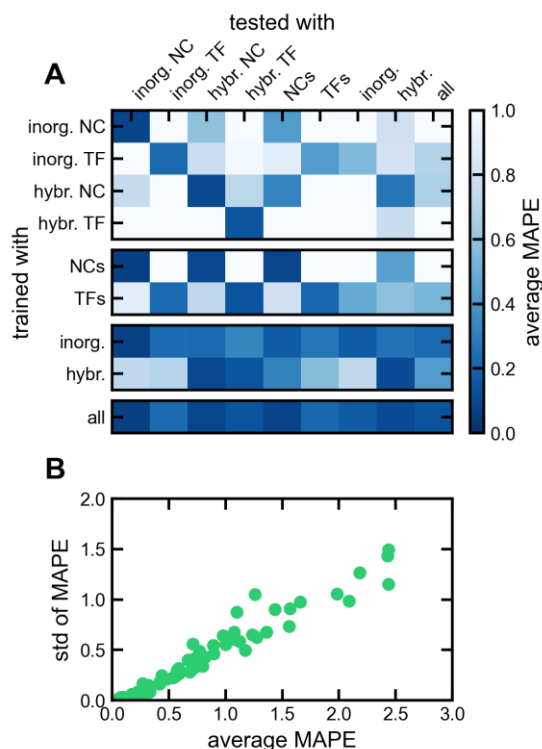 tested with
A
inorg. NC
inorg. TF
hybr. NC
hybr. TF
NCs
TFs
inorg.
hybr.
all
trained with
inorg. NC
inorg. TF
hybr. NC
hybr. TF
NCs
TFs
inorg.
hybr.
all
1.0
0.8
0.6
0.4
0.2
0.0
average MAPE
B
std of MAPE
2.0
1.5
1.0
0.5
0.0
0.0
0.5
1.0
1.5
2.0
2.5
3.0
average MAPE